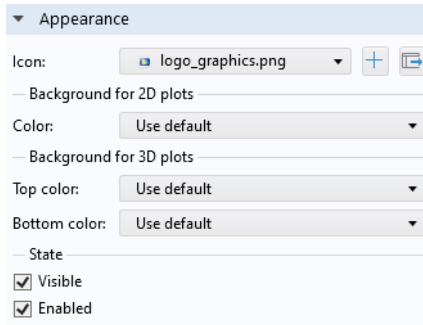 Appearance
Icon: logo_graphics.png
Background for 2D plots
Color: Use default
Background for 3D plots
Top color: Use default
Bottom color: Use default
State
Visible
Enabled